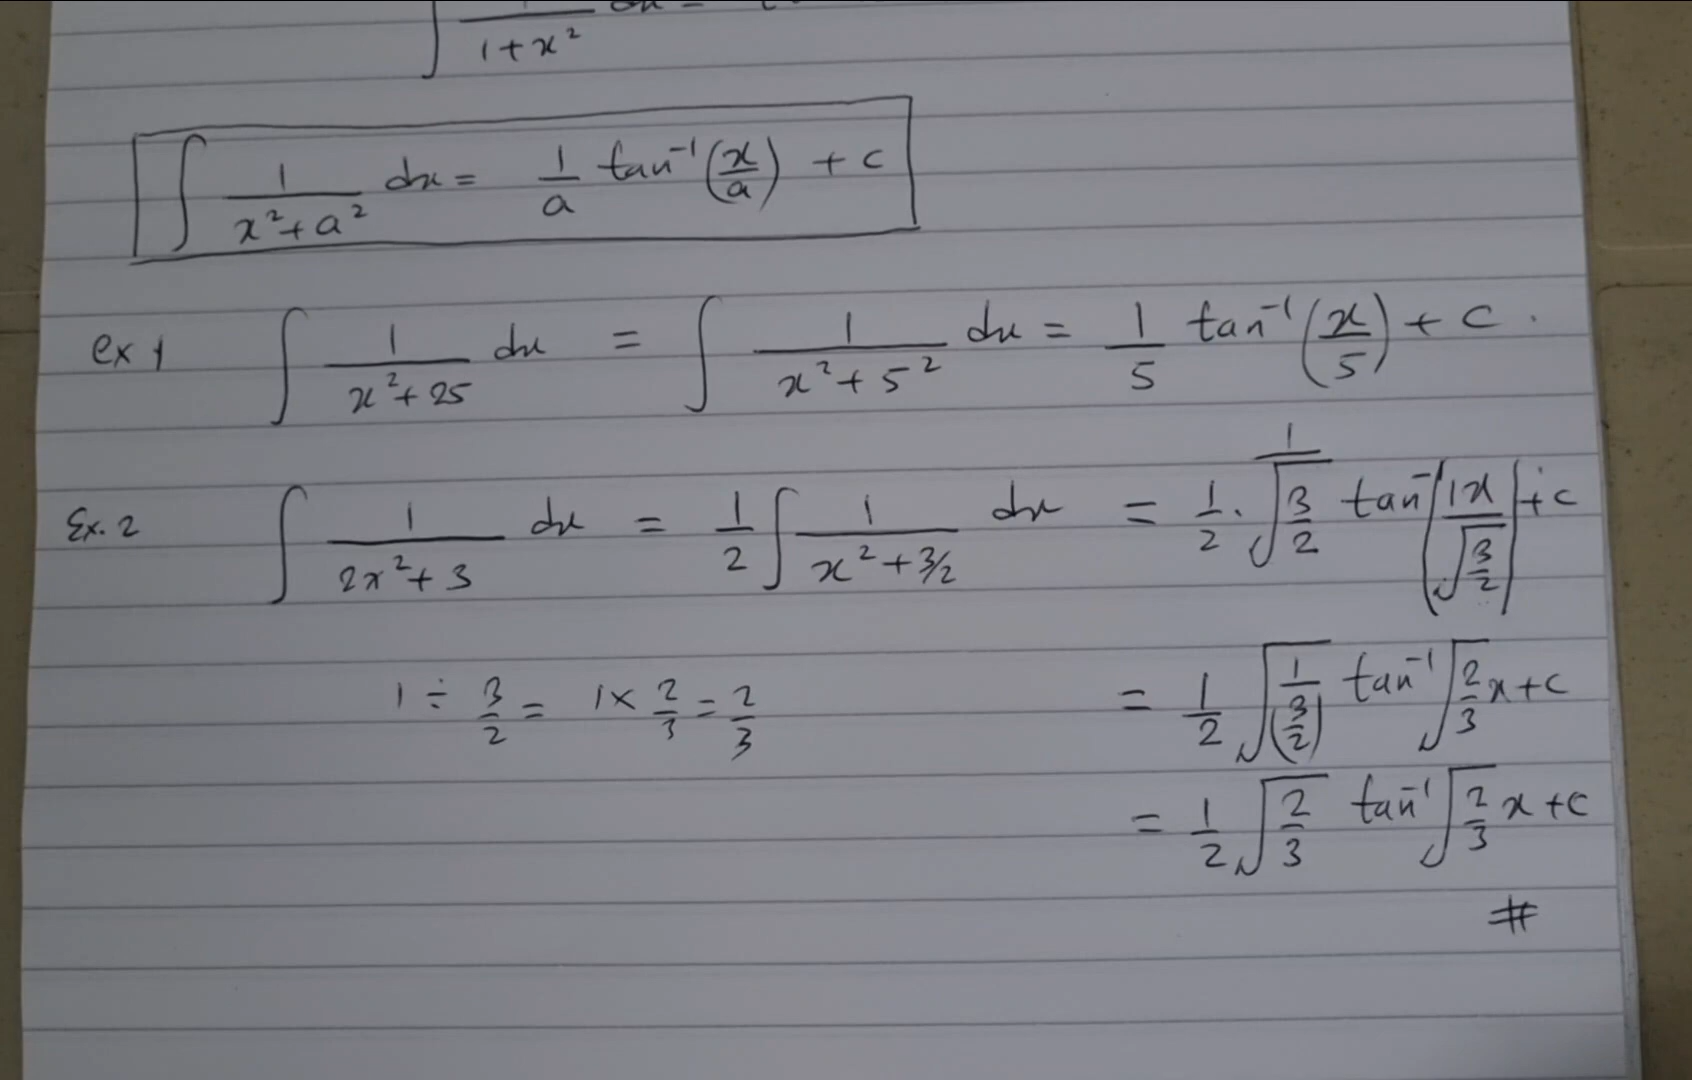 ∫ 1/(1+x²) dx =
∫ 1/(x²+a²) dx = 1/a tan⁻¹(x/a) + c
ex 1 ∫ 1/(x²+25) dx = ∫ 1/(x²+5²) dx = 1/5 tan⁻¹(x/5) + c.
Ex. 2 ∫ 1/(2x²+3) dx = 1/2 ∫ 1/(x²+3/2) dx = 1/2 · 1/√(3/2) tan⁻¹(1x/√(3/2)) + c
1 ÷ 3/2 = 1 × 2/3 = 2/3 = 1/2 √(1/(3/2)) tan⁻¹ √(2/3) x + c
= 1/2 √(2/3) tan⁻¹ √(2/3) x + c
#